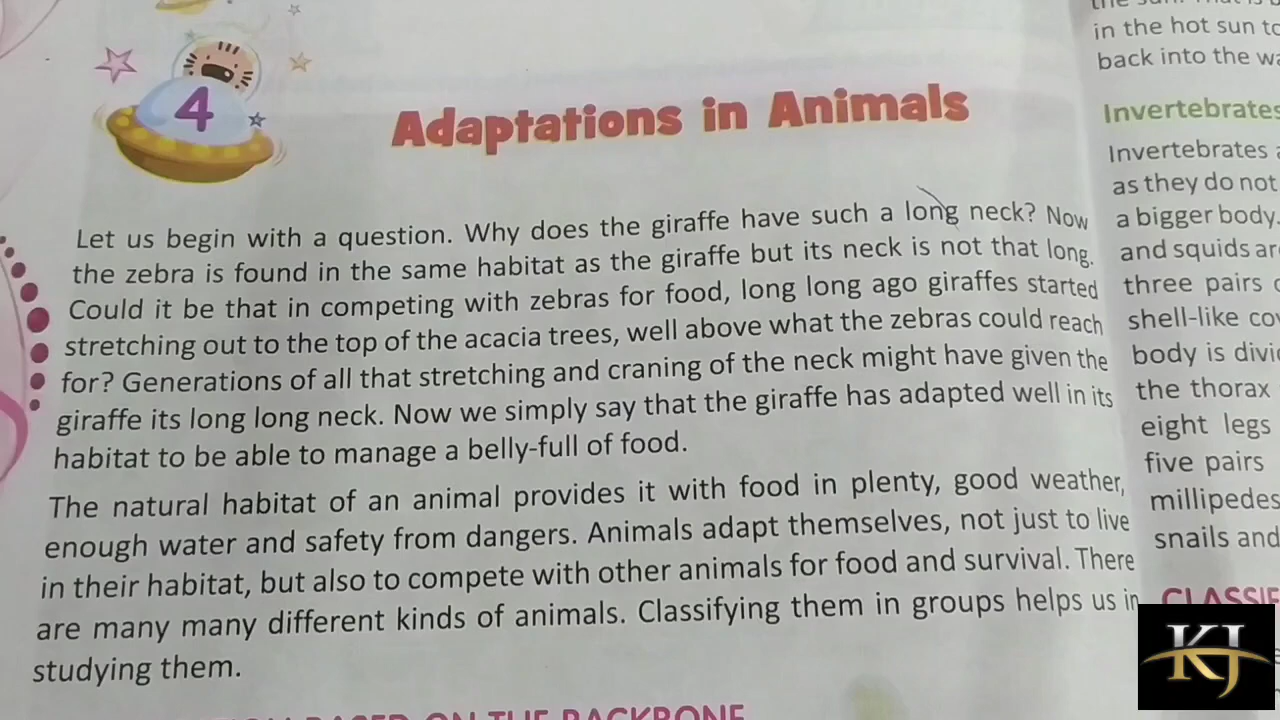 4
Adaptations in Animals
Let us begin with a question. Why does the giraffe have such a long neck? Now
the zebra is found in the same habitat as the giraffe but its neck is not that long.
Could it be that in competing with zebras for food, long long ago giraffes started
stretching out to the top of the acacia trees, well above what the zebras could reach
for? Generations of all that stretching and craning of the neck might have given the
giraffe its long long neck. Now we simply say that the giraffe has adapted well in its
habitat to be able to manage a belly-full of food.
The natural habitat of an animal provides it with food in plenty, good weather,
enough water and safety from dangers. Animals adapt themselves, not just to live
in their habitat, but also to compete with other animals for food and survival. There
are many many different kinds of animals. Classifying them in groups helps us in
studying them.
BASED ON THE BACKBONE
in the hot sun to
back into the
Invertebrates
Invertebrates
as they do not
a bigger body.
and squids
three pairs
shell-like
body is
the thorax
eight legs
five pairs
millipedes
snails and
KJ